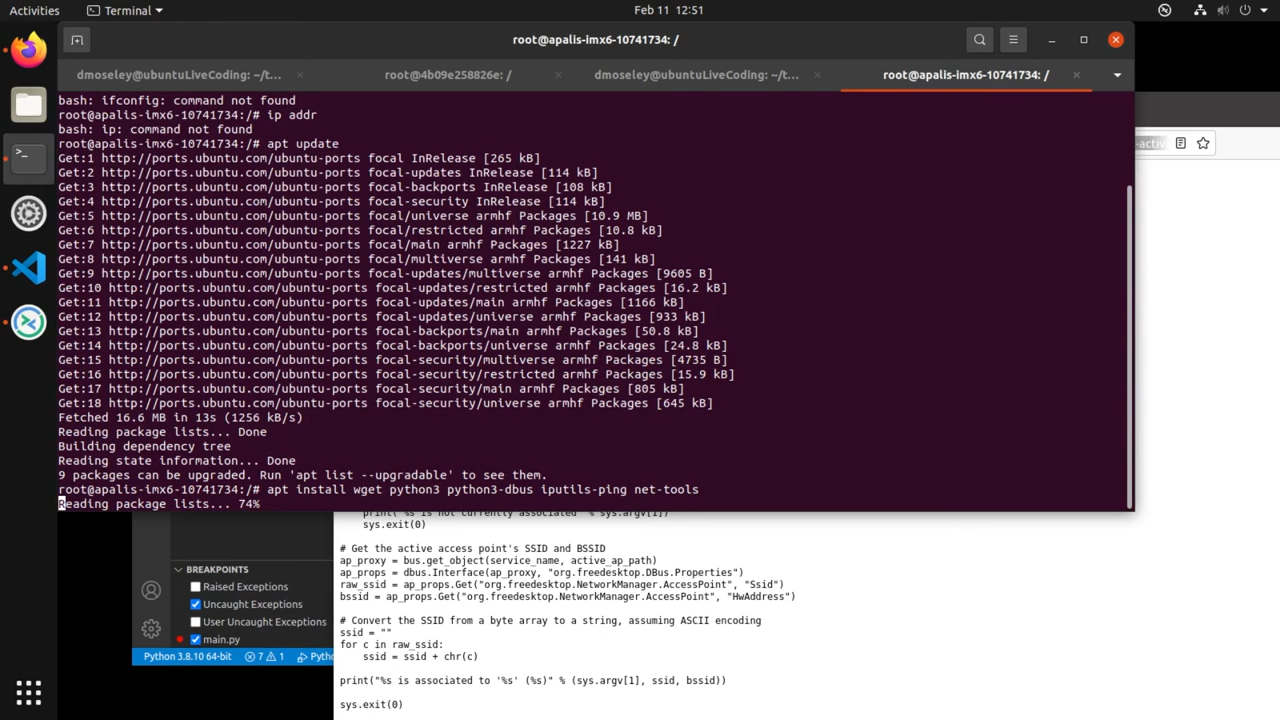 Activities
Terminal
Feb 11 12:51
root@apalis-imx6-10741734: /
dmoseley@ubuntuLiveCoding: ~/t...
root@4b09e258826e: /
dmoseley@ubuntuLiveCoding: ~/t...
root@apalis-imx6-10741734: /
bash: ifconfig: command not found
root@apalis-imx6-10741734:/# ip addr
bash: ip: command not found
root@apalis-imx6-10741734:/# apt update
Get:1 http://ports.ubuntu.com/ubuntu-ports focal InRelease [265 kB]
Get:2 http://ports.ubuntu.com/ubuntu-ports focal-updates InRelease [114 kB]
Get:3 http://ports.ubuntu.com/ubuntu-ports focal-backports InRelease [108 kB]
Get:4 http://ports.ubuntu.com/ubuntu-ports focal-security InRelease [114 kB]
Get:5 http://ports.ubuntu.com/ubuntu-ports focal/universe armhf Packages [10.9 MB]
Get:6 http://ports.ubuntu.com/ubuntu-ports focal/restricted armhf Packages [10.8 kB]
Get:7 http://ports.ubuntu.com/ubuntu-ports focal/main armhf Packages [1227 kB]
Get:8 http://ports.ubuntu.com/ubuntu-ports focal/multiverse armhf Packages [141 kB]
Get:9 http://ports.ubuntu.com/ubuntu-ports focal-updates/multiverse armhf Packages [9605 B]
Get:10 http://ports.ubuntu.com/ubuntu-ports focal-updates/restricted armhf Packages [16.2 kB]
Get:11 http://ports.ubuntu.com/ubuntu-ports focal-updates/main armhf Packages [1166 kB]
Get:12 http://ports.ubuntu.com/ubuntu-ports focal-updates/universe armhf Packages [933 kB]
Get:13 http://ports.ubuntu.com/ubuntu-ports focal-backports/main armhf Packages [50.8 kB]
Get:14 http://ports.ubuntu.com/ubuntu-ports focal-backports/universe armhf Packages [24.8 kB]
Get:15 http://ports.ubuntu.com/ubuntu-ports focal-security/multiverse armhf Packages [4735 B]
Get:16 http://ports.ubuntu.com/ubuntu-ports focal-security/restricted armhf Packages [15.9 kB]
Get:17 http://ports.ubuntu.com/ubuntu-ports focal-security/main armhf Packages [805 kB]
Get:18 http://ports.ubuntu.com/ubuntu-ports focal-security/universe armhf Packages [645 kB]
Fetched 16.6 MB in 13s (1256 kB/s)
Reading package lists... Done
Building dependency tree
Reading state information... Done
9 packages can be upgraded. Run 'apt list --upgradable' to see them.
root@apalis-imx6-10741734:/# apt install wget python3 python3-dbus iputils-ping net-tools
Reading package lists... 74%
-active
print("%s is not currently associated" % sys.argv[1])
sys.exit(0)
# Get the active access point's SSID and BSSID
ap_proxy = bus.get_object(service_name, active_ap_path)
ap_props = dbus.Interface(ap_proxy, "org.freedesktop.DBus.Properties")
raw_ssid = ap_props.Get("org.freedesktop.NetworkManager.AccessPoint", "Ssid")
bssid = ap_props.Get("org.freedesktop.NetworkManager.AccessPoint", "HwAddress")
# Convert the SSID from a byte array to a string, assuming ASCII encoding
ssid = ""
for c in raw_ssid:
ssid = ssid + chr(c)
print("%s is associated to '%s' (%s)" % (sys.argv[1], ssid, bssid))
sys.exit(0)
BREAKPOINTS
Raised Exceptions
Uncaught Exceptions
User Uncaught Exceptions
main.py
Python 3.8.10 64-bit
7
1
Pytho